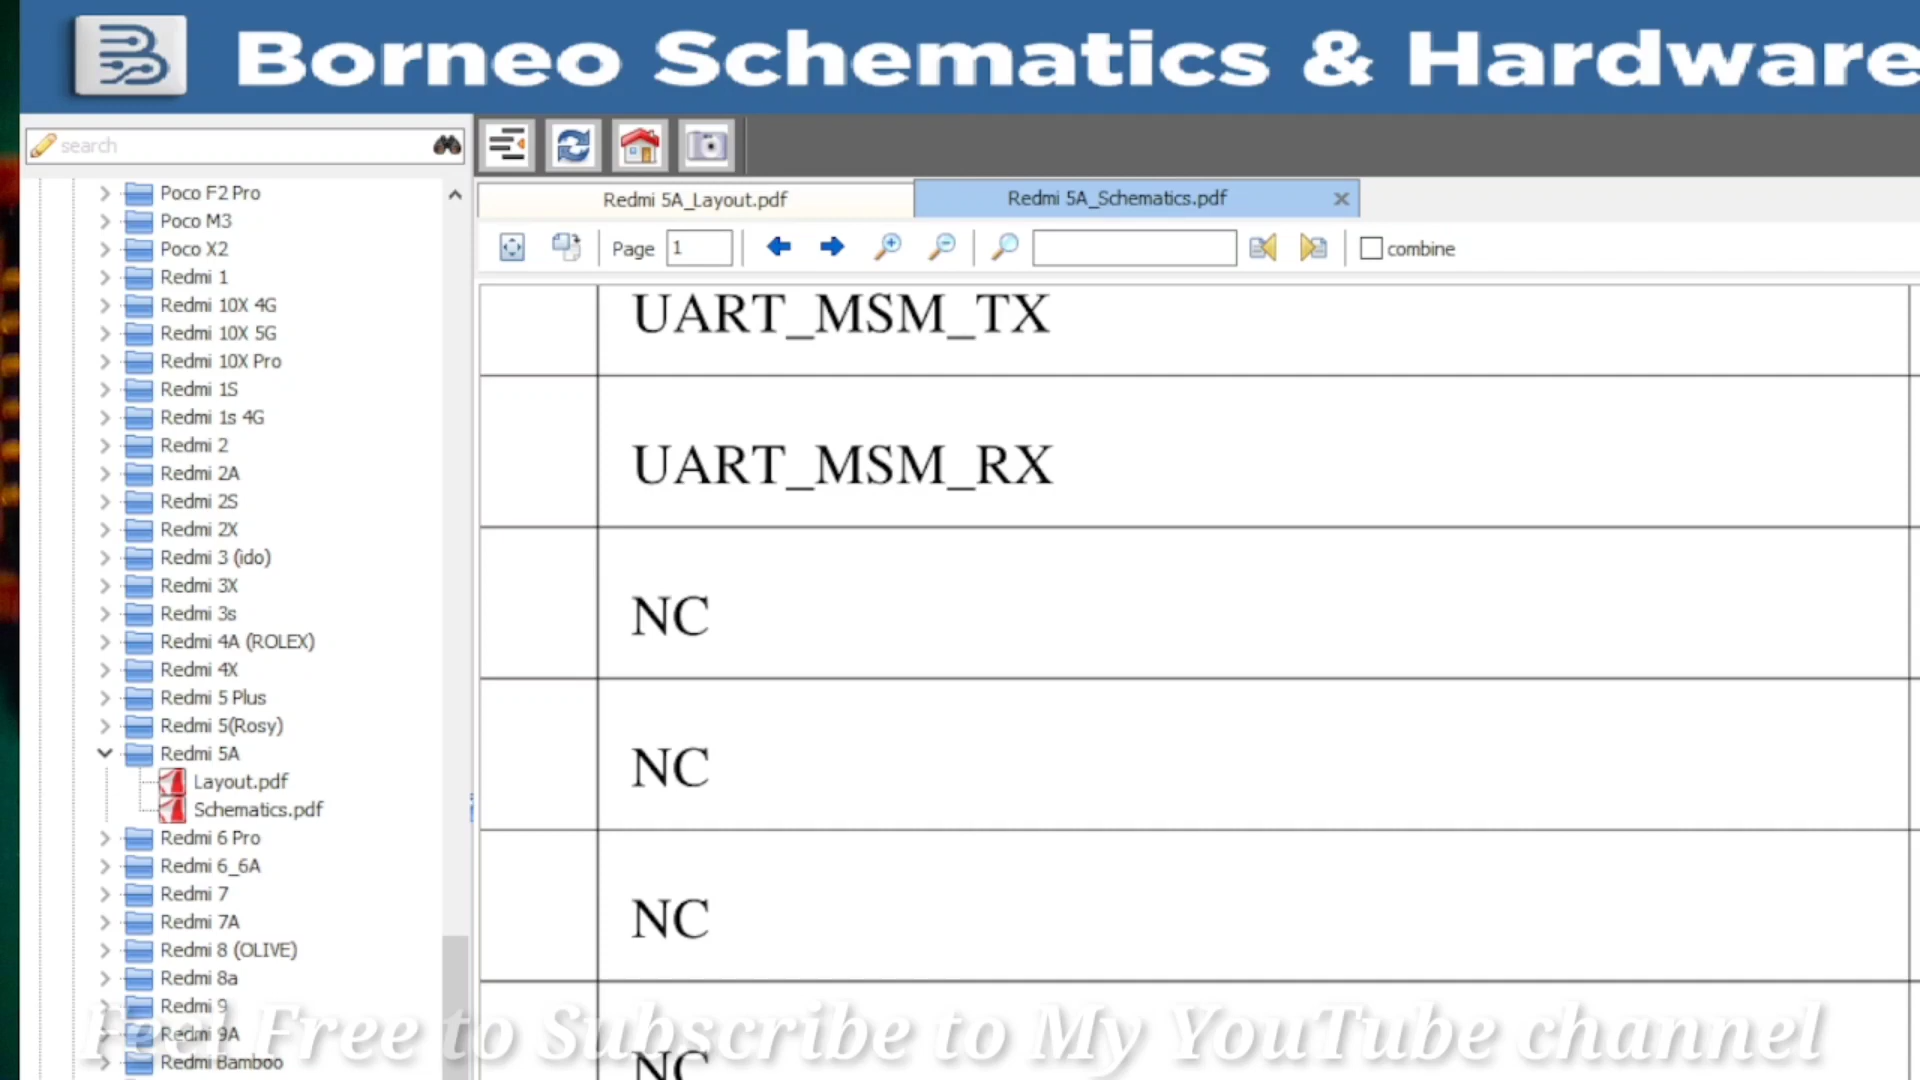 Borneo Schematics & Hardware
search
Poco F2 Pro
Poco M3
Poco X2
Redmi 1
Redmi 10X 4G
Redmi 10X 5G
Redmi 10X Pro
Redmi 1S
Redmi 1s 4G
Redmi 2
Redmi 2A
Redmi 2S
Redmi 2X
Redmi 3 (ido)
Redmi 3X
Redmi 3s
Redmi 4A (ROLEX)
Redmi 4X
Redmi 5 Plus
Redmi 5(Rosy)
Redmi 5A
Layout.pdf
Schematics.pdf
Redmi 6 Pro
Redmi 6_6A
Redmi 7
Redmi 7A
Redmi 8 (OLIVE)
Redmi 8a
Redmi 9
Redmi 9A
Redmi Bamboo
Redmi 5A_Layout.pdf
Redmi 5A_Schematics.pdf
Page 1
combine
UART_MSM_TX
UART_MSM_RX
NC
NC
NC
NC
Feel Free to Subscribe to My YouTube channel